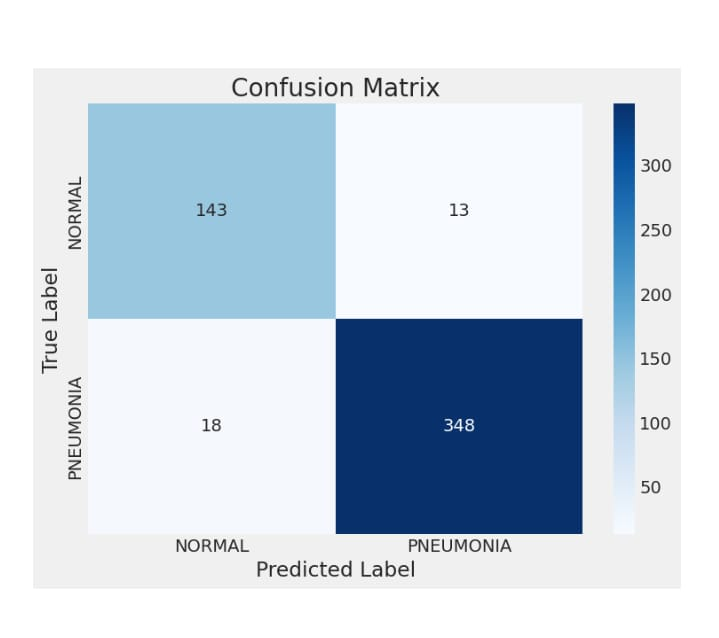 Confusion Matrix
True Label
NORMAL
143
13
PNEUMONIA
18
348
NORMAL
PNEUMONIA
Predicted Label
300
250
200
150
100
50